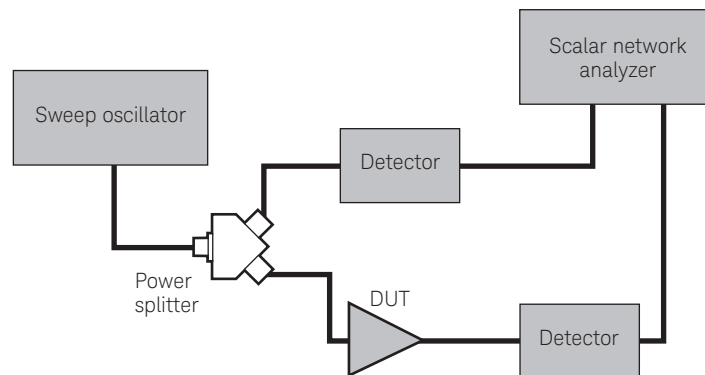 Scalar network
analyzer
Sweep oscillator
Detector
Power
splitter
DUT
Detector